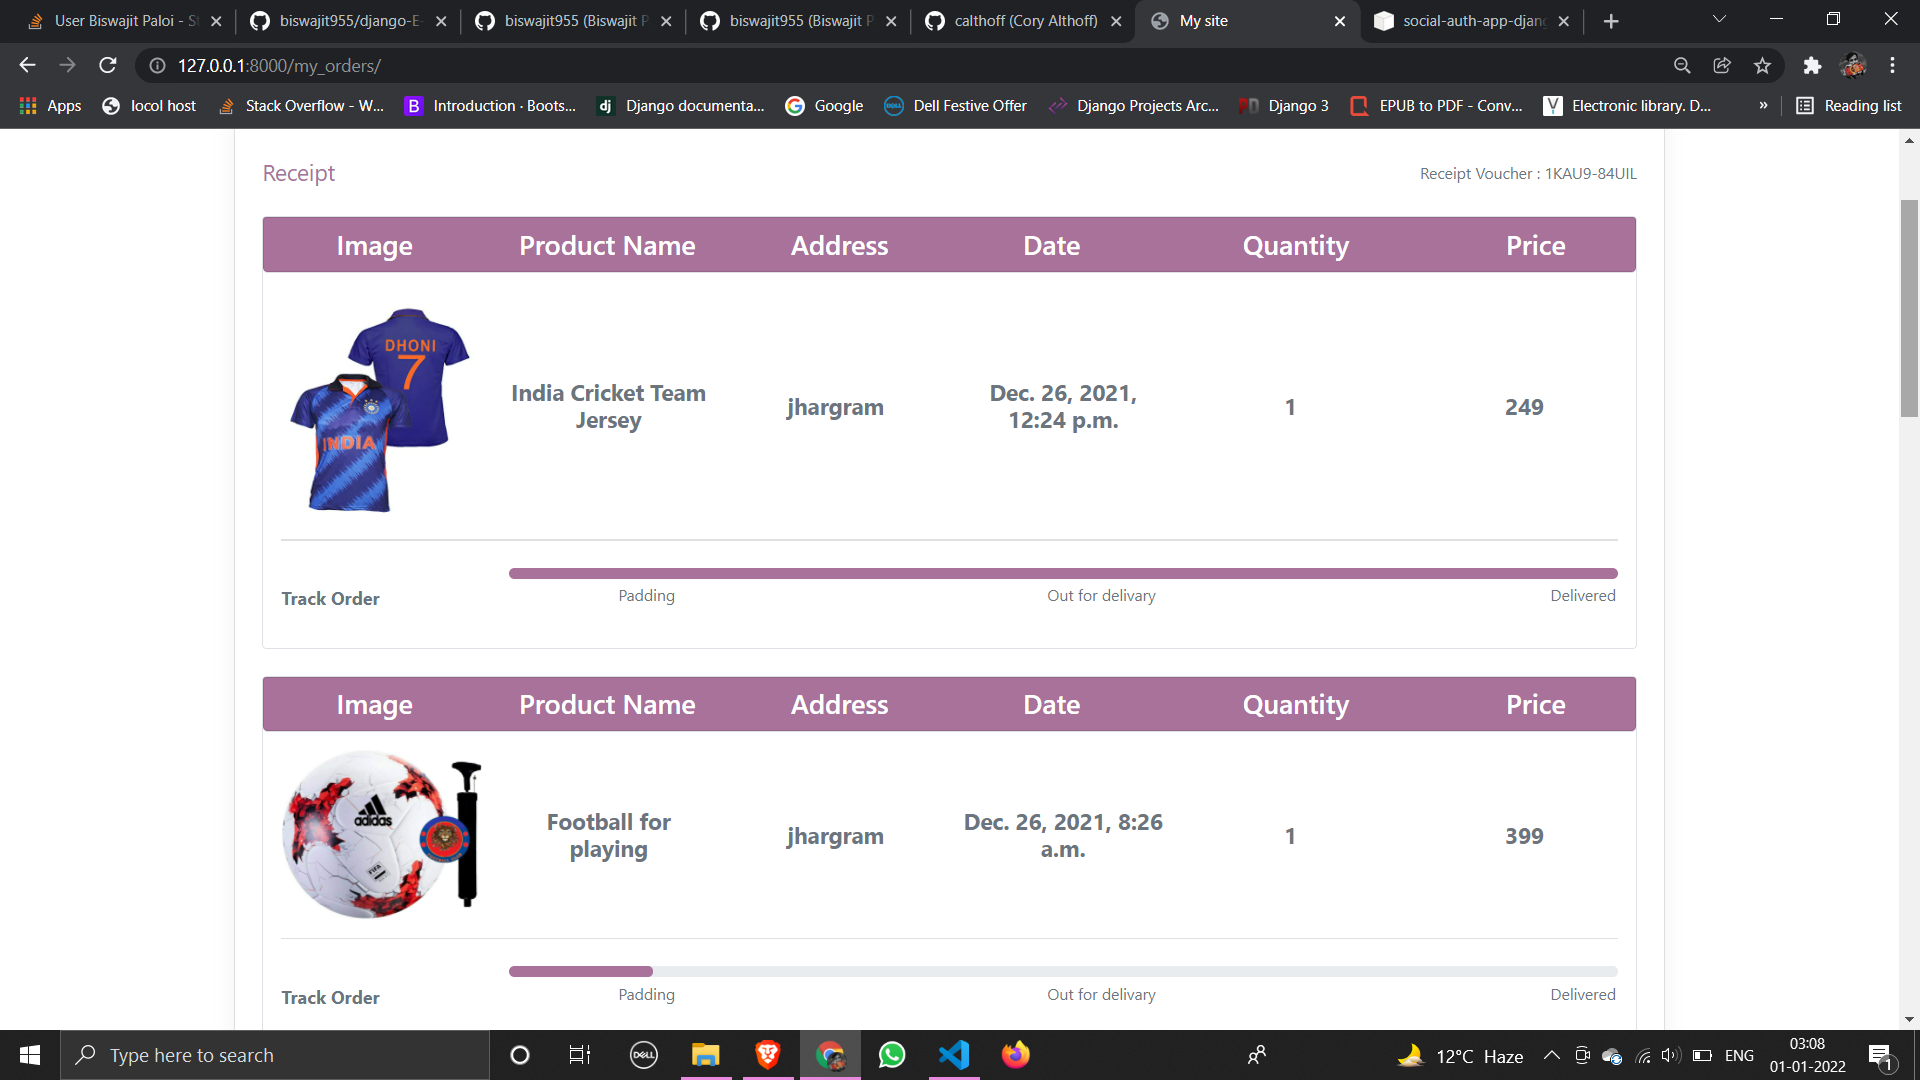 User Biswajit Paloi - St
biswajit955/django-E-
biswajit955 (Biswajit P
biswajit955 (Biswajit P
calthoff (Cory Althoff)
My site
social-auth-app-djang
127.0.0.1:8000/my_orders/
Apps
locol host
Stack Overflow - W...
B
Introduction · Boots...
dj
Django documenta...
Google
DELL
Dell Festive Offer
Django Projects Arc...
Django 3
EPUB to PDF - Conv...
Electronic library. D...
»
Reading list
Receipt
Receipt Voucher : 1KAU9-84UIL
Image Product Name Address Date Quantity Price
DHONI
7
INDIA
India Cricket Team
Jersey
jhargram
Dec. 26, 2021,
12:24 p.m.
1
249
Track Order
Padding
Out for delivary
Delivered
Image Product Name Address Date Quantity Price
adidas
FIFA
Football for
playing
jhargram
Dec. 26, 2021, 8:26
a.m.
1
399
Track Order
Padding
Out for delivary
Delivered
Type here to search
DELL
12°C Haze
ENG
03:08
01-01-2022
1